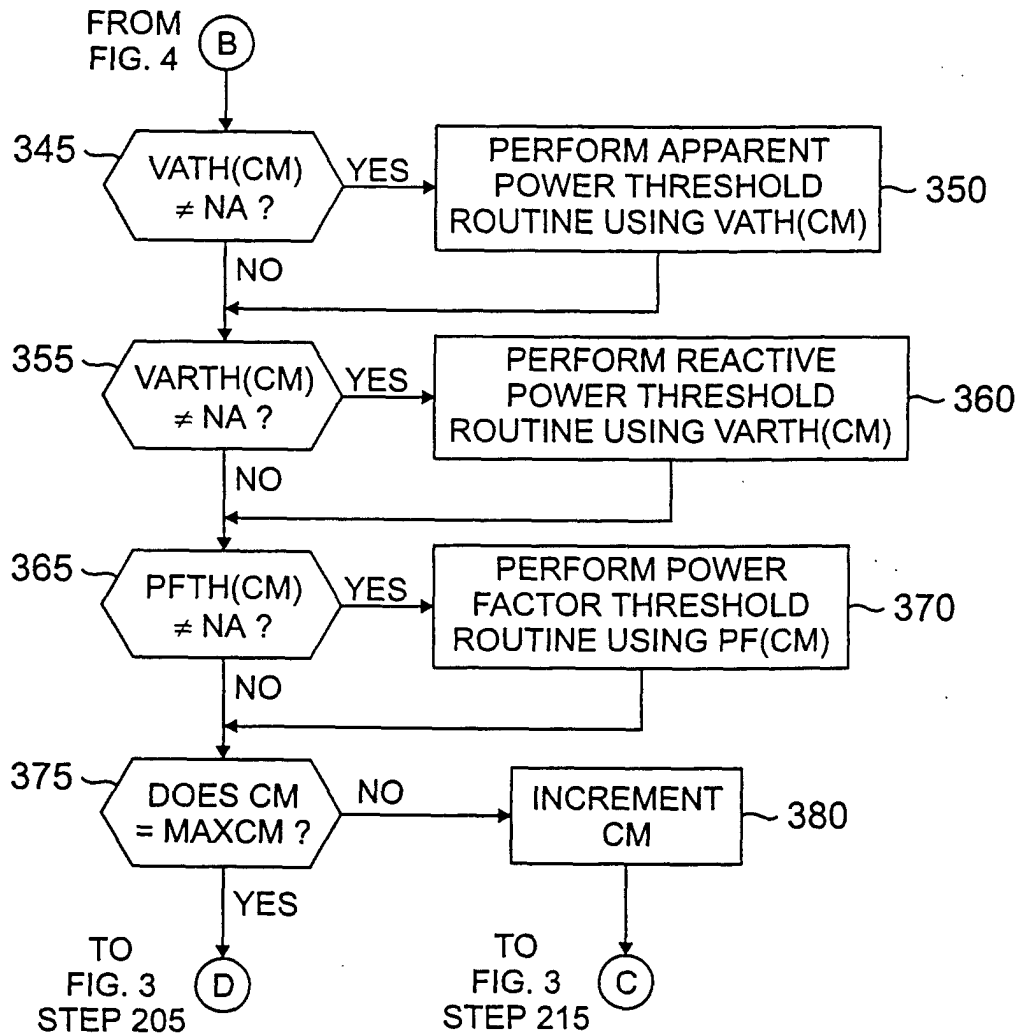 FROM
FIG. 4
B
345
VATH(CM)
≠ NA ?
YES
PERFORM APPARENT
POWER THRESHOLD
ROUTINE USING VATH(CM)
350
NO
355
VARTH(CM)
≠ NA ?
YES
PERFORM REACTIVE
POWER THRESHOLD
ROUTINE USING VARTH(CM)
360
NO
365
PFTH(CM)
≠ NA ?
YES
PERFORM POWER
FACTOR THRESHOLD
ROUTINE USING PF(CM)
370
NO
375
DOES CM
= MAXCM ?
NO
INCREMENT
CM
380
YES
TO
FIG. 3
STEP 205
D
TO
FIG. 3
STEP 215
C